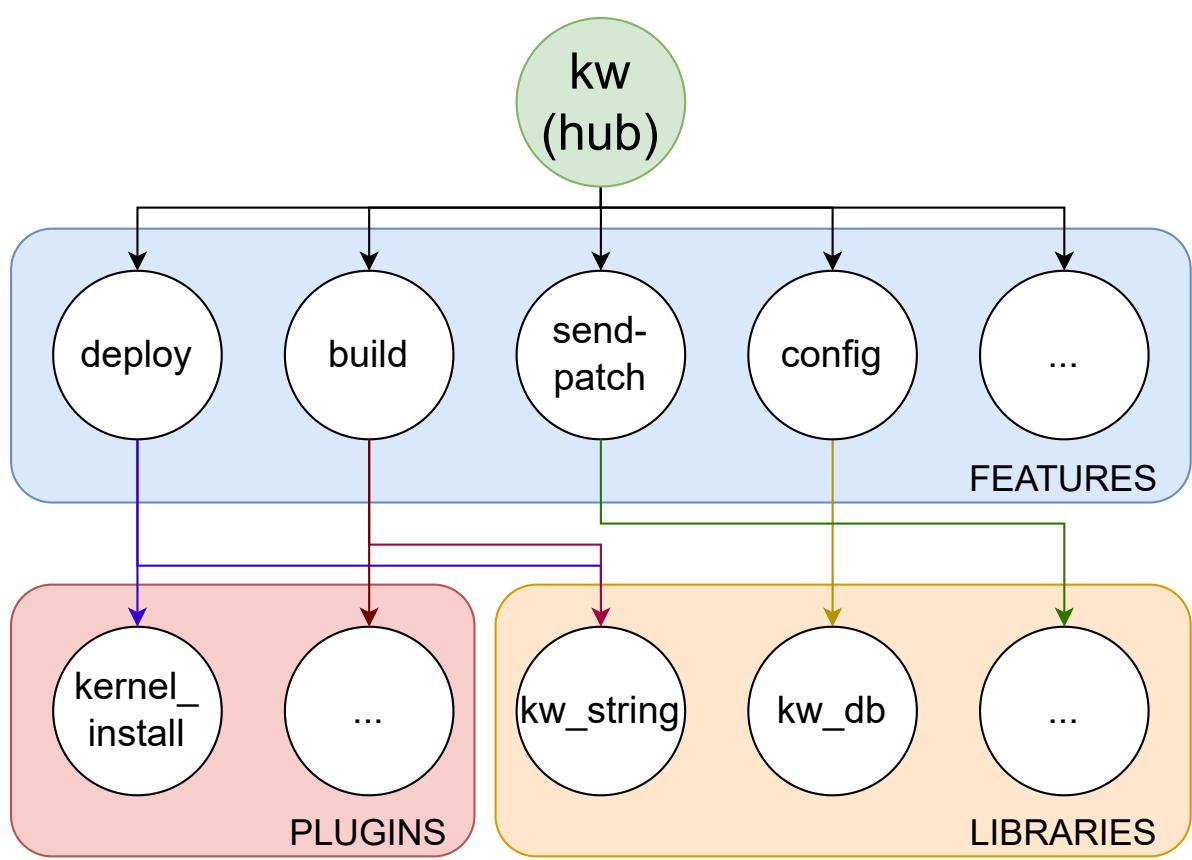 kw
(hub)
deploy
build
send-
patch
config
...
FEATURES
kernel_
install
...
kw_string
kw_db
...
PLUGINS
LIBRARIES